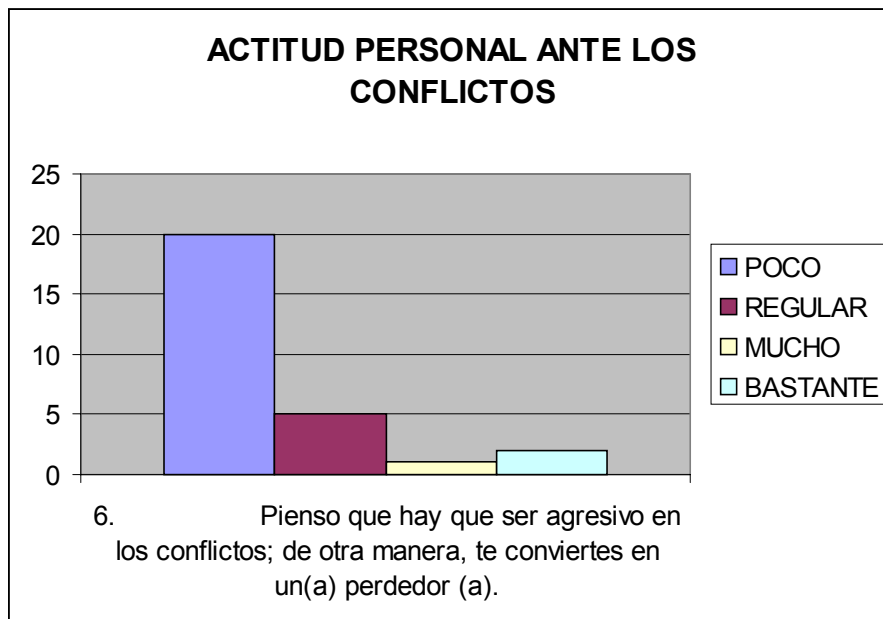 ACTITUD PERSONAL ANTE LOS
CONFLICTOS
25
20
15
10
5
0
POCO
REGULAR
MUCHO
BASTANTE
6. Pienso que hay que ser agresivo en
los conflictos; de otra manera, te conviertes en
un(a) perdedor (a).